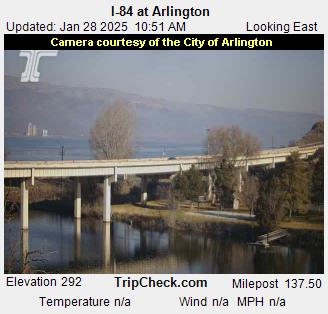 I-84 at Arlington
Updated: Jan 28 2025 10:51 AM Looking East
Camera courtesy of the City of Arlington
Elevation 292 TripCheck.com Milepost 137.50
Temperature n/a Wind n/a MPH n/a